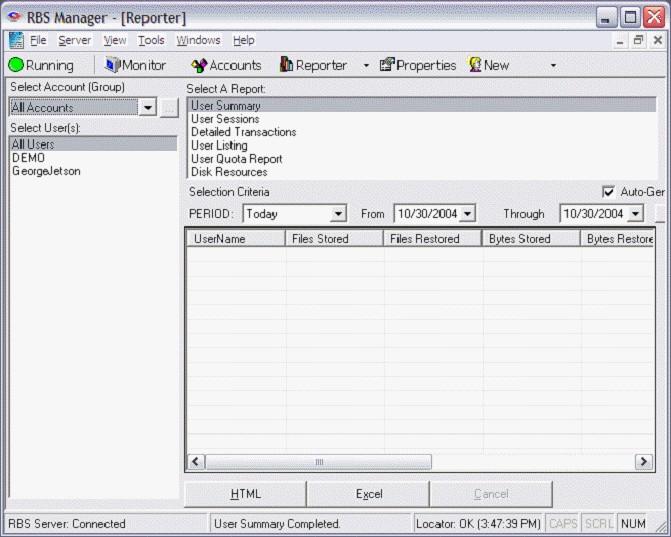 RBS Manager - [Reporter]
File Server View Tools Windows Help
Running Monitor Accounts Reporter Properties New
Select Account (Group)
All Accounts
...
Select User(s):
All Users
DEMO
GeorgeJetson
Select A Report:
User Summary
User Sessions
Detailed Transactions
User Listing
User Quota Report
Disk Resources
Selection Criteria
Auto-Ger
PERIOD: Today From 10/30/2004 Through 10/30/2004
UserName Files Stored Files Restored Bytes Stored Bytes Restore
HTML Excel Cancel
RBS Server: Connected User Summary Completed. Locator: OK (3:47:39 PM) CAPS SCRL NUM